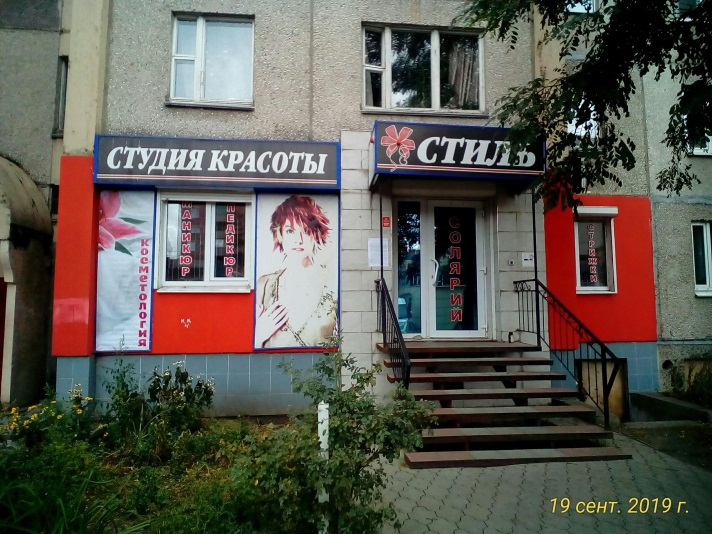 СТУДИЯ КРАСОТЫ
СТИЛЬ
Косметология
МАНИКЮР
ПЕДИКЮР
СОЛЯРИЙ
СТРИЖКИ
19 сент. 2019 г.